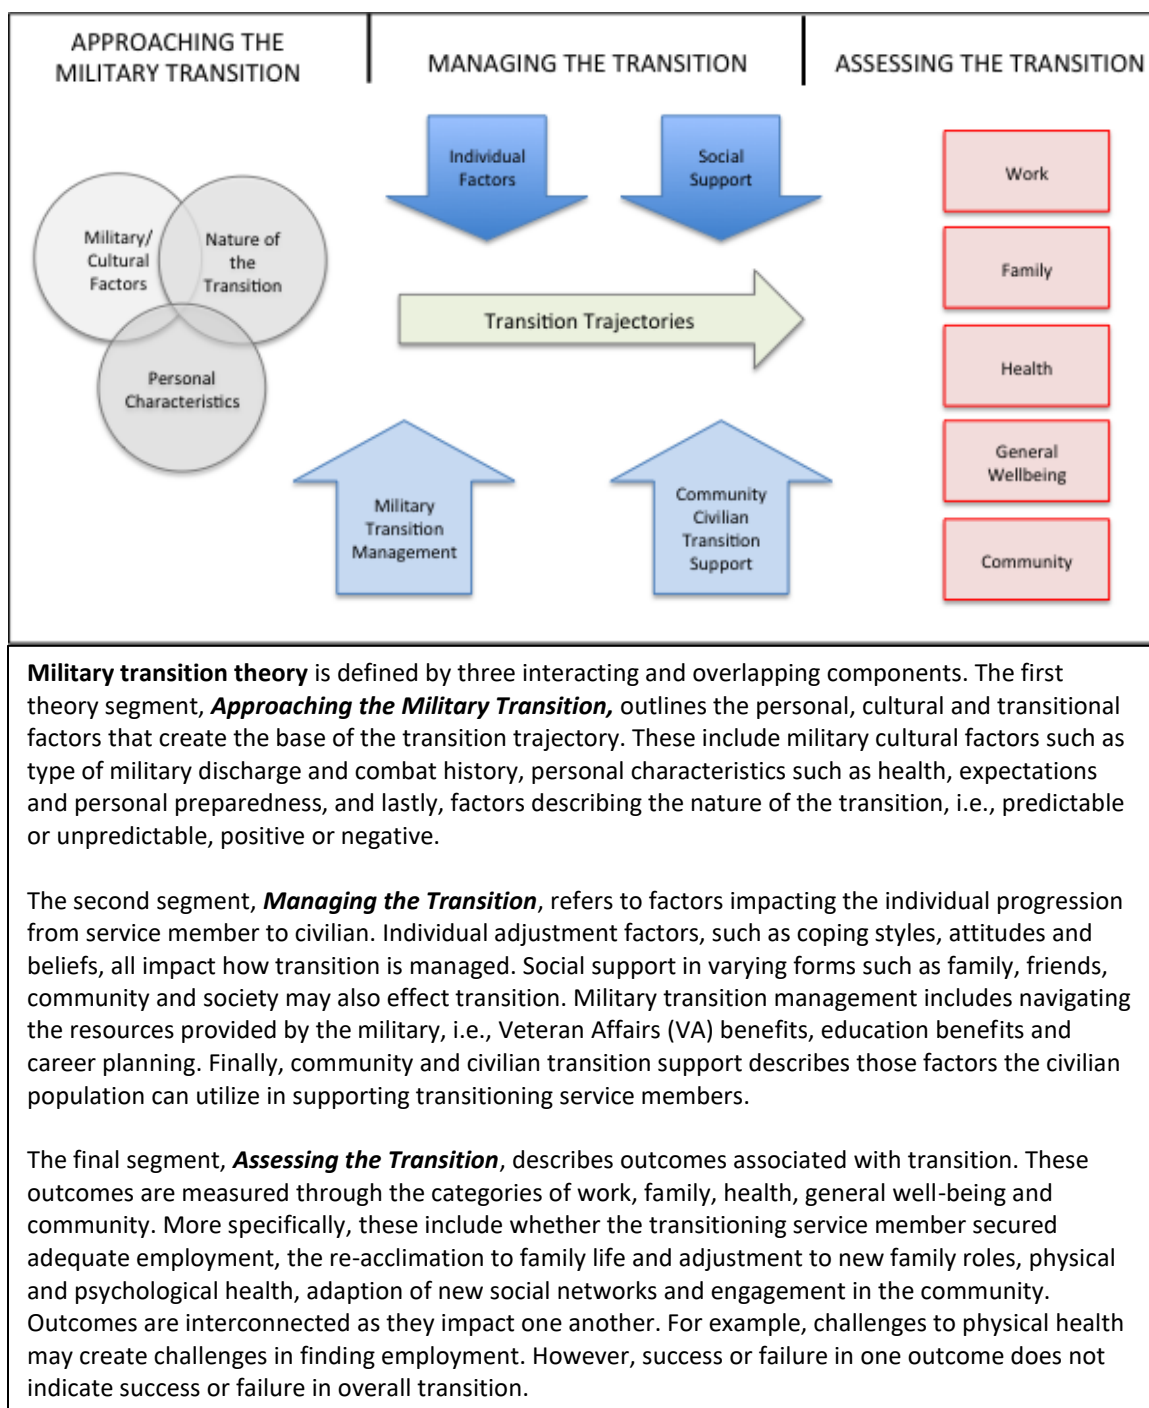 APPROACHING THE
MILITARY TRANSITION
MANAGING THE TRANSITION
ASSESSING THE TRANSITION
Military/
Cultural
Factors
Nature of
the
Transition
Personal
Characteristics
Individual
Factors
Social
Support
Transition Trajectories
Military
Transition
Management
Community
Civilian
Transition
Support
Work
Family
Health
General
Wellbeing
Community
Military transition theory is defined by three interacting and overlapping components. The first
theory segment, Approaching the Military Transition, outlines the personal, cultural and transitional
factors that create the base of the transition trajectory. These include military cultural factors such as
type of military discharge and combat history, personal characteristics such as health, expectations
and personal preparedness, and lastly, factors describing the nature of the transition, i.e., predictable
or unpredictable, positive or negative.
The second segment, Managing the Transition, refers to factors impacting the individual progression
from service member to civilian. Individual adjustment factors, such as coping styles, attitudes and
beliefs, all impact how transition is managed. Social support in varying forms such as family, friends,
community and society may also effect transition. Military transition management includes navigating
the resources provided by the military, i.e., Veteran Affairs (VA) benefits, education benefits and
career planning. Finally, community and civilian transition support describes those factors the civilian
population can utilize in supporting transitioning service members.
The final segment, Assessing the Transition, describes outcomes associated with transition. These
outcomes are measured through the categories of work, family, health, general well-being and
community. More specifically, these include whether the transitioning service member secured
adequate employment, the re-acclimation to family life and adjustment to new family roles, physical
and psychological health, adaption of new social networks and engagement in the community.
Outcomes are interconnected as they impact one another. For example, challenges to physical health
may create challenges in finding employment. However, success or failure in one outcome does not
indicate success or failure in overall transition.